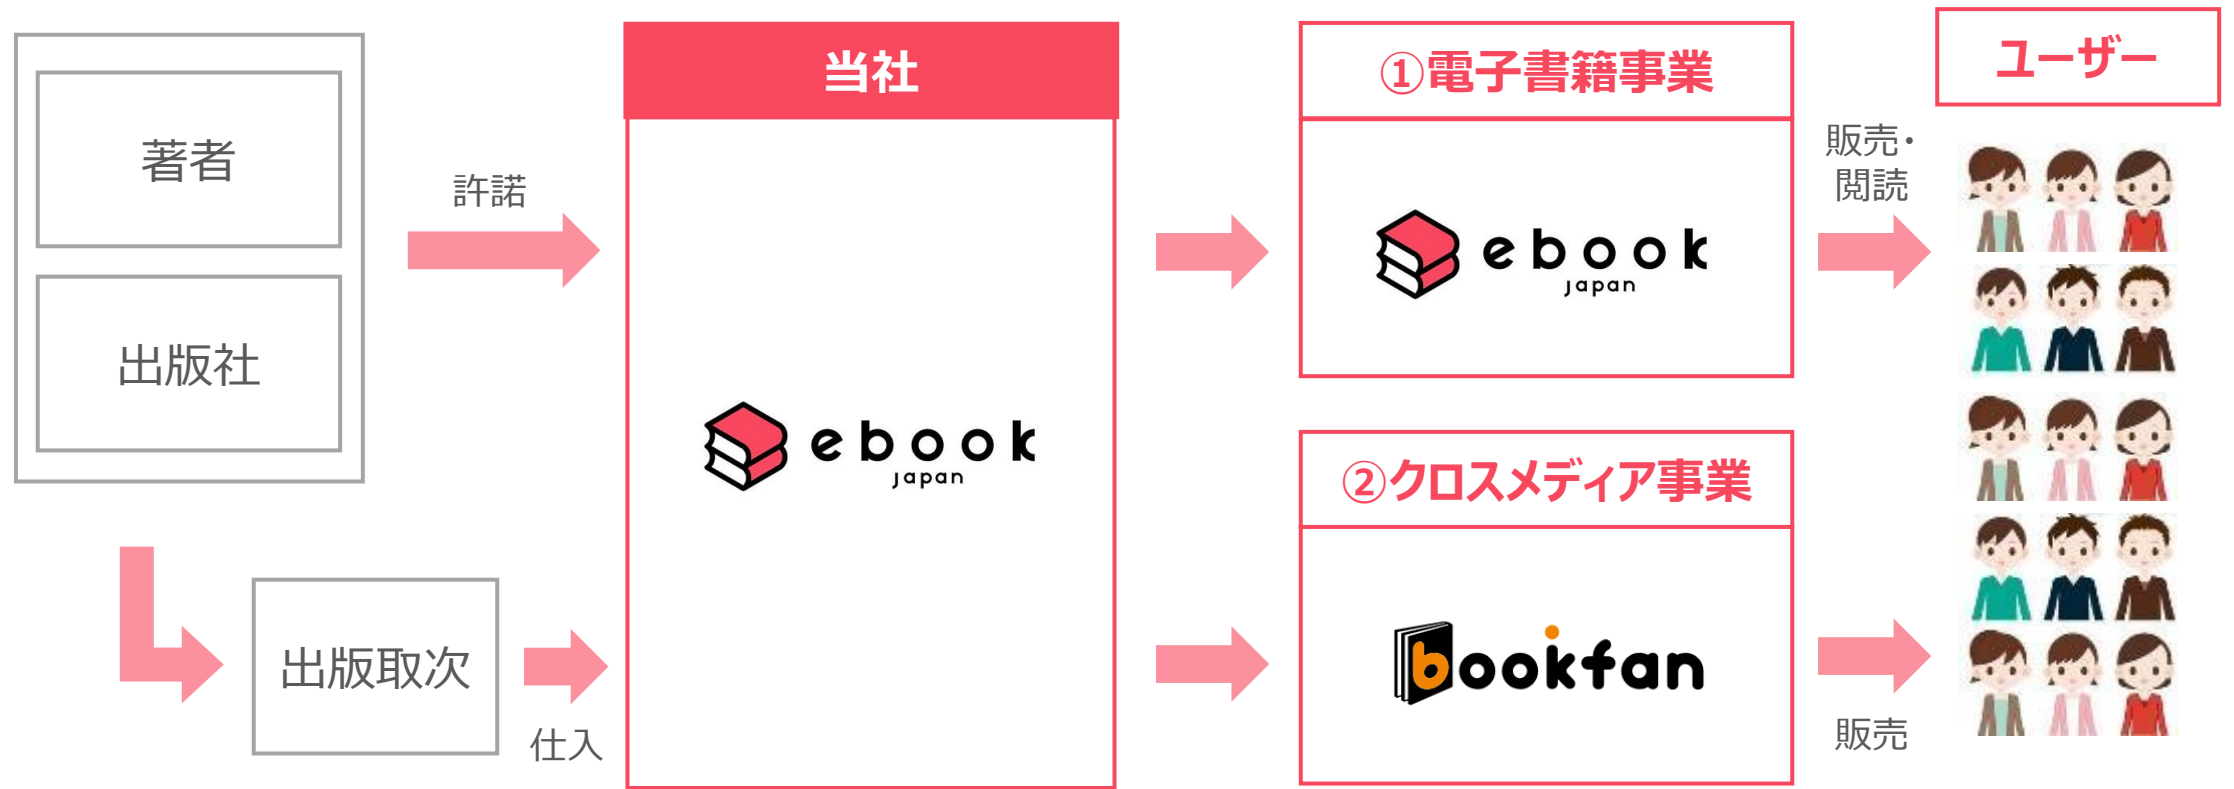 著者
出版社
許諾
出版取次
仕入
当社
ebook
japan
①電子書籍事業
ebook
japan
②クロスメディア事業
bookfan
販売・
閲読
販売
ユーザー